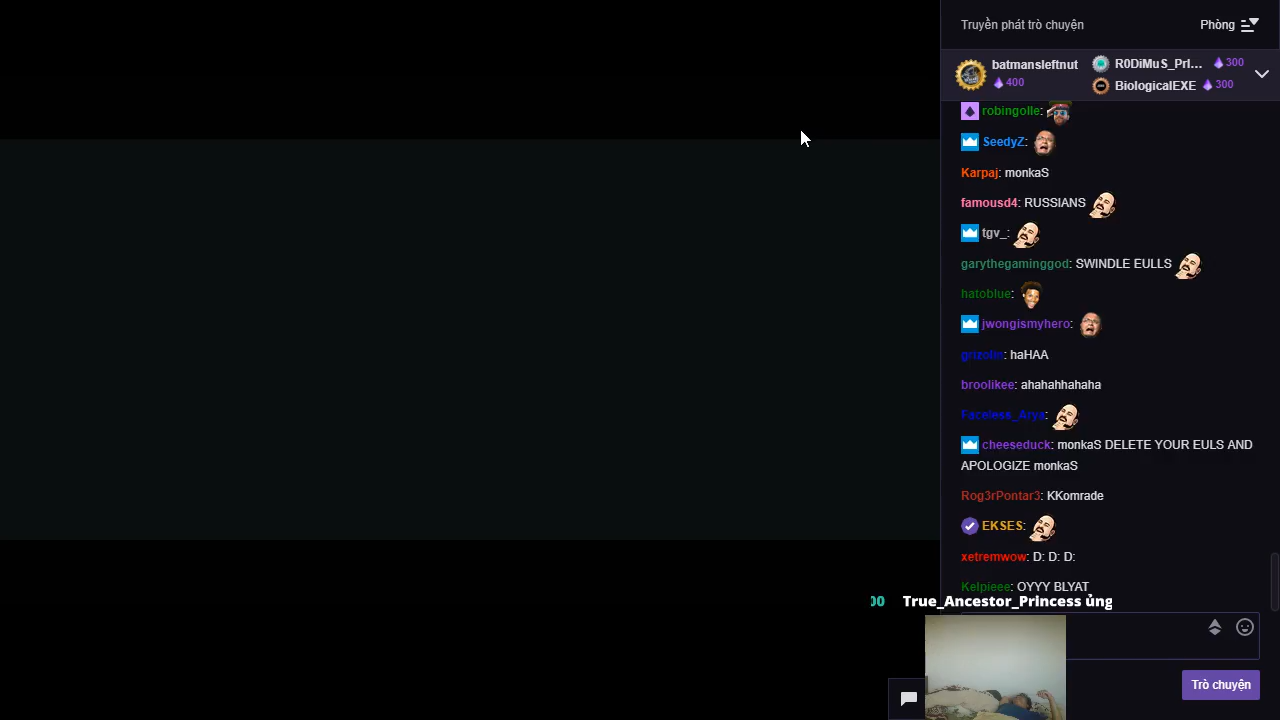 Truyền phát trò chuyện
Phòng
batmansleftnut
400
R0DiMuS_PrI... 300
BiologicalEXE 300
robingolle:
SeedyZ:
Karpaj: monkaS
famousd4: RUSSIANS
tgv_:
garythegaminggod: SWINDLE EULLS
hatoblue:
jwongismyhero:
grizolin: haHAA
broolikee: ahahahhahaha
Faceless_Arya:
cheeseduck: monkaS DELETE YOUR EULS AND
APOLOGIZE monkaS
Rog3rPontar3: KKomrade
EKSES:
xetremwow: D: D: D:
Kelpieee: OYYY BLYAT
00 True_Ancestor_Princess ủng
Trò chuyện